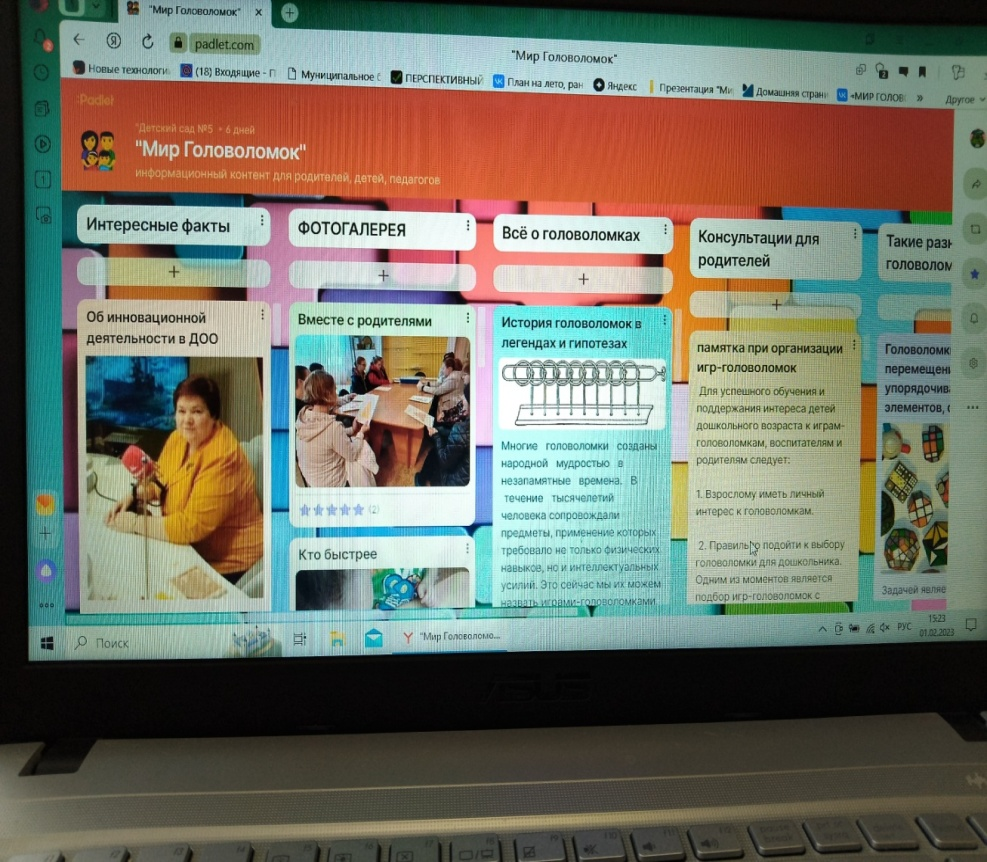 "Мир Головоломок"
padlet.com
"Мир Головоломок"
Новые технологи
(18) Входящие - П
Муниципальное б
ПЕРСПЕКТИВНЫЙ
План на лето, ран
Яндекс
Презентация "Ми
Домашняя стран
«МИР ГОЛОВ
»
Другое
:Padlet
"Детский сад №5 • 6 дней
"Мир Головоломок"
информационный контент для родителей, детей, педагогов
Интересные факты
Об инновационной
деятельности в ДОО
ФОТОГАЛЕРЕЯ
Вместе с родителями
(2)
Кто быстрее
Всё о головоломках
История головоломок в
легендах и гипотезах
Многие головоломки созданы
народной мудростью в
незапамятные времена. В
течение тысячелетий
человека сопровождали
предметы, применение которых
требовало не только физических
навыков, но и интеллектуальных
усилий. Это сейчас мы их можем
назвать играми-головоломками,
Консультации для
родителей
памятка при организации
игр-головоломок
Для успешного обучения и
поддержания интереса детей
дошкольного возраста к играм-
головоломкам, воспитателям и
родителям следует:
1. Взрослому иметь личный
интерес к головоломкам.
2. Правильно подойти к выбору
головоломки для дошкольника.
Одним из моментов является
подбор игр-головоломок с
Такие разн
головолом
Головоломк
перемещени
упорядочива
элементов, с
Задачей являе
Поиск
"Мир Головоломо...
РУС
15:23
01.02.2023
ASUS